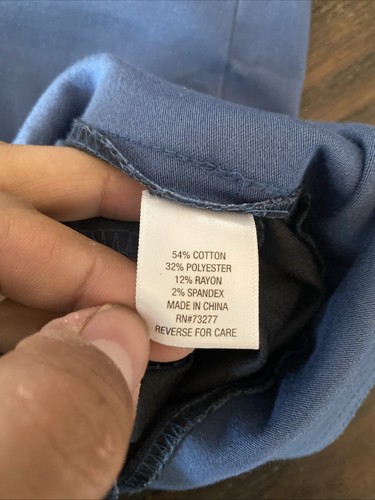 54% COTTON
32% POLYESTER
12% RAYON
2% SPANDEX
MADE IN CHINA
RN#73277
REVERSE FOR CARE